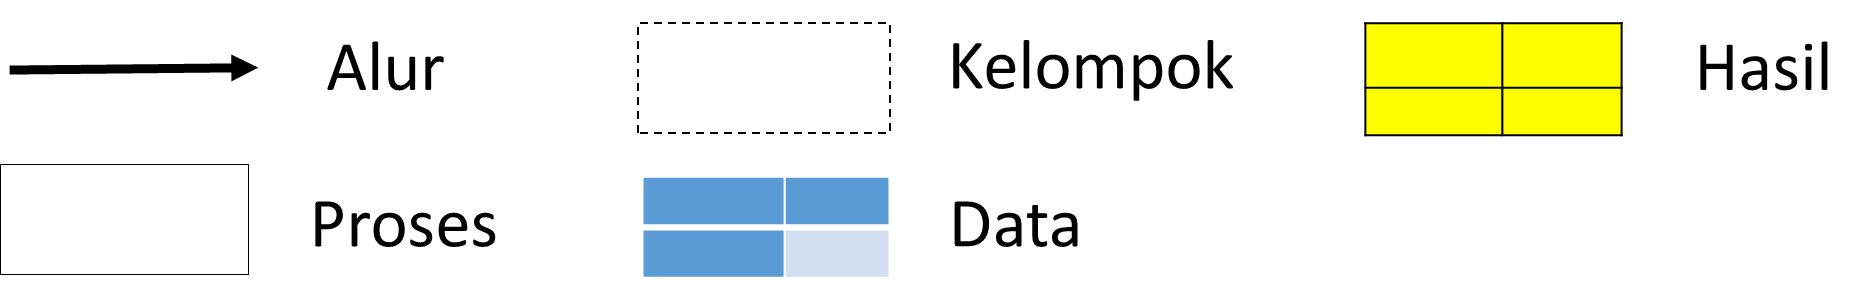 Alur
Kelompok
Hasil
Proses
Data